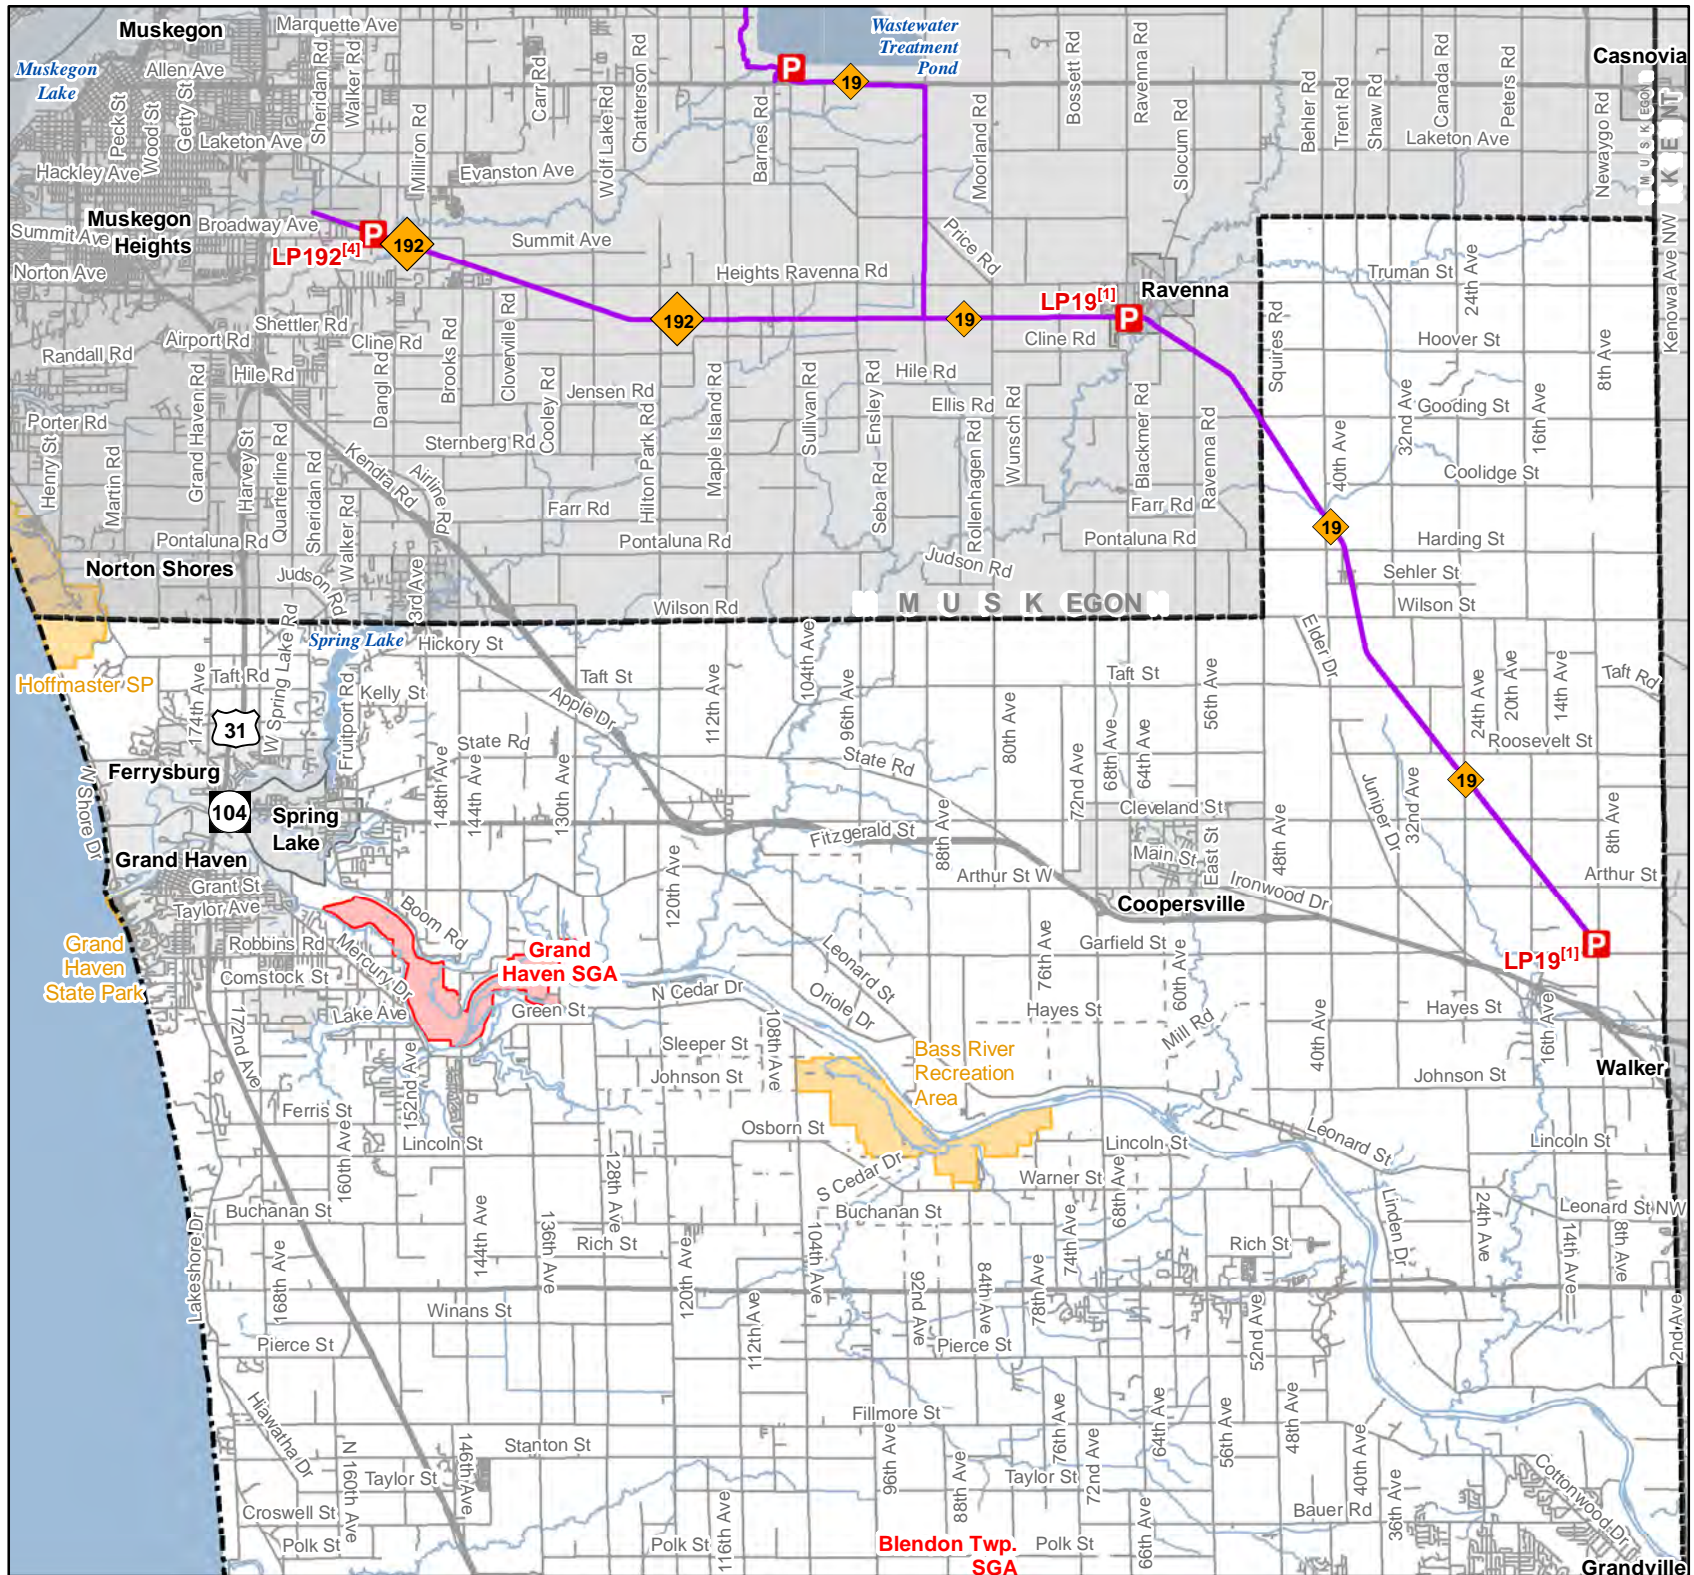 Muskegon
Marquette Ave
Muskegon
Lake
Allen Ave
Peck St
Wood St
Getty St
Sheridan Rd
Walker Rd
Milliron Rd
Carr Rd
Wolf Lake Rd
Chatterson Rd
Wastewater
Treatment
Pond
P
19
Barnes Rd
Moorland Rd
Bossett Rd
Ravenna Rd
Slocum Rd
Behler Rd
Trent Rd
Shaw Rd
Canada Rd
Peters Rd
Newaygo Rd
Casnovia
MUSKEGON
KENT
Laketon Ave
Laketon Ave
Hackley Ave
Evanston Ave
Muskegon
Heights
Broadway Ave
Summit Ave
Norton Ave
P
192
LP192[4]
Summit Ave
Heights Ravenna Rd
Price Rd
LP19[1]
P
Ravenna
Truman St
24th Ave
Kenowa Ave NW
Squires Rd
192
19
Shettler Rd
Airport Rd
Cline Rd
Cline Rd
Hoover St
Randall Rd
Hile Rd
Hile Rd
Grand Haven Rd
Dangl Rd
Brooks Rd
Cloverville Rd
Cooley Rd
Jensen Rd
Hilton Park Rd
Maple Island Rd
Sullivan Rd
Ensley Rd
Ellis Rd
Wunsch Rd
Blackmer Rd
Ravenna Rd
40th Ave
32nd Ave
Gooding St
16th Ave
8th Ave
Porter Rd
Henry St
Martin Rd
Harvey St
Quarterline Rd
Sheridan Rd
Walker Rd
Kendra Rd
Airline Rd
Sternberg Rd
Farr Rd
Seba Rd
Rollenhagen Rd
Farr Rd
Coolidge St
Pontaluna Rd
Pontaluna Rd
Pontaluna Rd
Judson Rd
19
Harding St
Sehler St
Norton Shores
Judson Rd
3rd Ave
Wilson Rd
MUSKEGON
Wilson St
Spring Lake
Hickory St
Elder Dr
Hoffmaster SP
Taft Rd
174th Ave
W Spring Lake Rd
Fruitport Rd
Kelly St
Taft St
Apple Dr
112th Ave
104th Ave
96th Ave
Taft St
56th Ave
24th Ave
20th Ave
14th Ave
Taft Rd
31
State Rd
State Rd
80th Ave
72nd Ave
68th Ave
64th Ave
Roosevelt St
Ferrysburg
148th Ave
144th Ave
130th Ave
W Shore Dr
104
Spring
Lake
Fitzgerald St
88th Ave
Cleveland St
Main St
East St
48th Ave
Juniper Dr
32nd Ave
19
8th Ave
Grand Haven
Grant St
Taylor Ave
120th Ave
Arthur St W
Coopersville
Ironwood Dr
Arthur St
Grand
Haven
State Park
Robbins Rd
Comstock St
Mercury Dr
Boom Rd
Grand
Haven SGA
Leonard St
Oriole Dr
76th Ave
Garfield St
60th Ave
LP19[1]
P
Lake Ave
Green St
N Cedar Dr
Hayes St
Mill Rd
40th Ave
Hayes St
16th Ave
172nd Ave
152nd Ave
Sleeper St
Johnson St
108th Ave
Bass River
Recreation
Area
Johnson St
Walker
Ferris St
Lincoln St
160th Ave
Osborn St
S Cedar Dr
Lincoln St
Leonard St
Lincoln St
Warner St
128th Ave
Buchanan St
Buchanan St
68th Ave
Linden Dr
24th Ave
Leonard St NW
14th Ave
8th Ave
Lakeshore Dr
168th Ave
144th Ave
136th Ave
Rich St
120th Ave
104th Ave
92nd Ave
84th Ave
78th Ave
74th Ave
Rich St
Winans St
Pierce St
112th Ave
Pierce St
52nd Ave
2nd Ave
Hiawatha Dr
Fillmore St
N 160th Ave
146th Ave
Stanton St
Taylor St
96th Ave
88th Ave
76th Ave
Taylor St
72nd Ave
64th Ave
56th Ave
48th Ave
40th Ave
36th Ave
Cottonwood Dr
Croswell St
Bauer Rd
Polk St
Polk St
116th Ave
Blendon Twp.
SGA
Polk St
66th Ave
Grandville